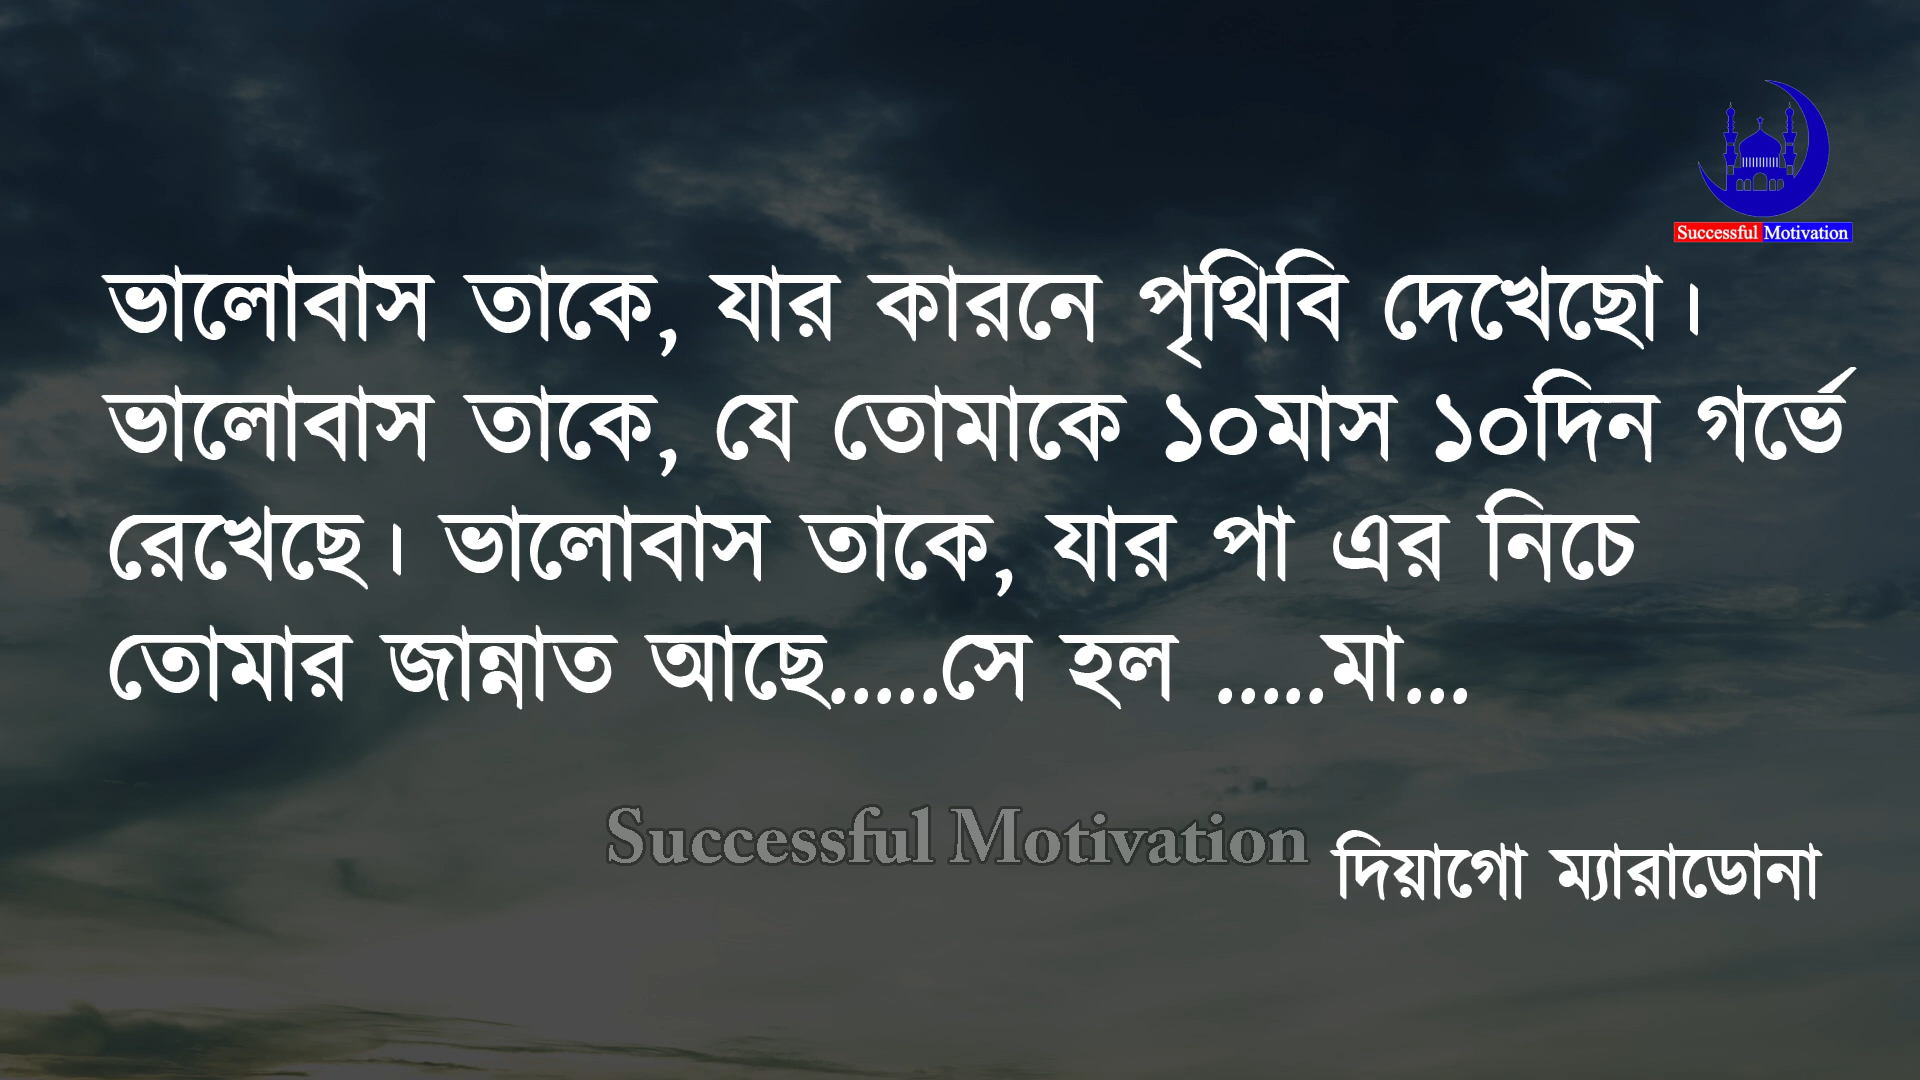 Successful Motivation
ভালোবাস তাকে, যার কারনে পৃথিবি দেখেছো।
ভালোবাস তাকে, যে তোমাকে ১০মাস ১০দিন গর্ভে
রেখেছে। ভালোবাস তাকে, যার পা এর নিচে
তোমার জান্নাত আছে.....সে হল .....মা...
Successful Motivation
দিয়াগো ম্যারাডোনা